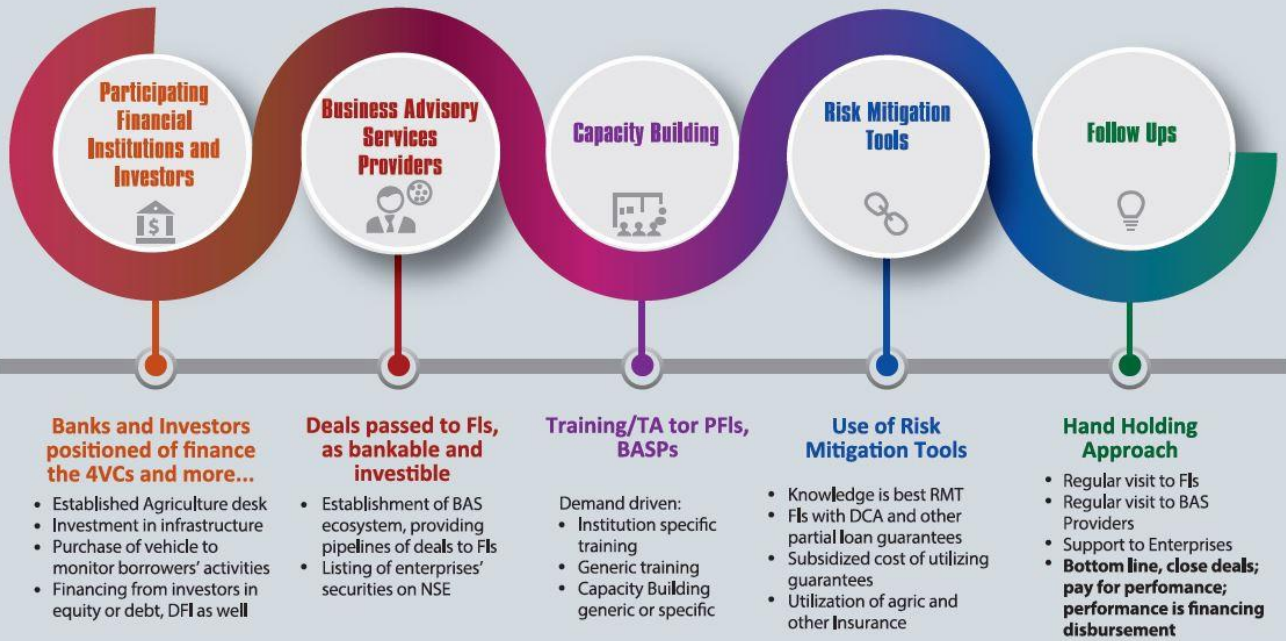 Participating
Financial
Institutions and
Investors
$
Business Advisory
Services
Providers
Capacity Building
Risk Mitigation
Tools
Follow Ups
Banks and Investors
positioned of finance
the 4VCs and more...
• Established Agriculture desk
• Investment in infrastructure
• Purchase of vehicle to
monitor borrowers' activities
• Financing from investors in
equity or debt, DFI as well
Deals passed to FIs,
as bankable and
investible
• Establishment of BAS
ecosystem, providing
pipelines of deals to FIs
• Listing of enterprises'
securities on NSE
Training/TA tor PFIs,
BASPs
Demand driven:
• Institution specific
training
• Generic training
• Capacity Building
generic or specific
Use of Risk
Mitigation Tools
• Knowledge is best RMT
• FIs with DCA and other
partial loan guarantees
• Subsidized cost of utilizing
guarantees
• Utilization of agric and
other Insurance
Hand Holding
Approach
• Regular visit to FIs
• Regular visit to BAS
Providers
• Support to Enterprises
• Bottom line, close deals;
pay for perfomance;
performance is financing
disbursement